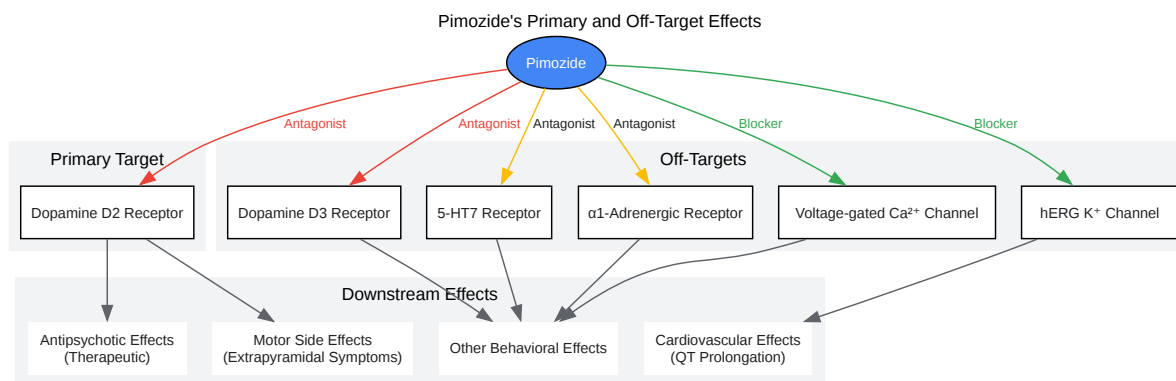 Pimozide's Primary and Off-Target Effects
Pimozide
Antagonist
Antagonist
Antagonist
Antagonist
Blocker
Blocker
Primary Target
Off-Targets
Dopamine D2 Receptor
Dopamine D3 Receptor
5-HT7 Receptor
α1-Adrenergic Receptor
Voltage-gated Ca²⁺ Channel
hERG K⁺ Channel
Downstream Effects
Antipsychotic Effects
(Therapeutic)
Motor Side Effects
(Extrapyramidal Symptoms)
Other Behavioral Effects
Cardiovascular Effects
(QT Prolongation)